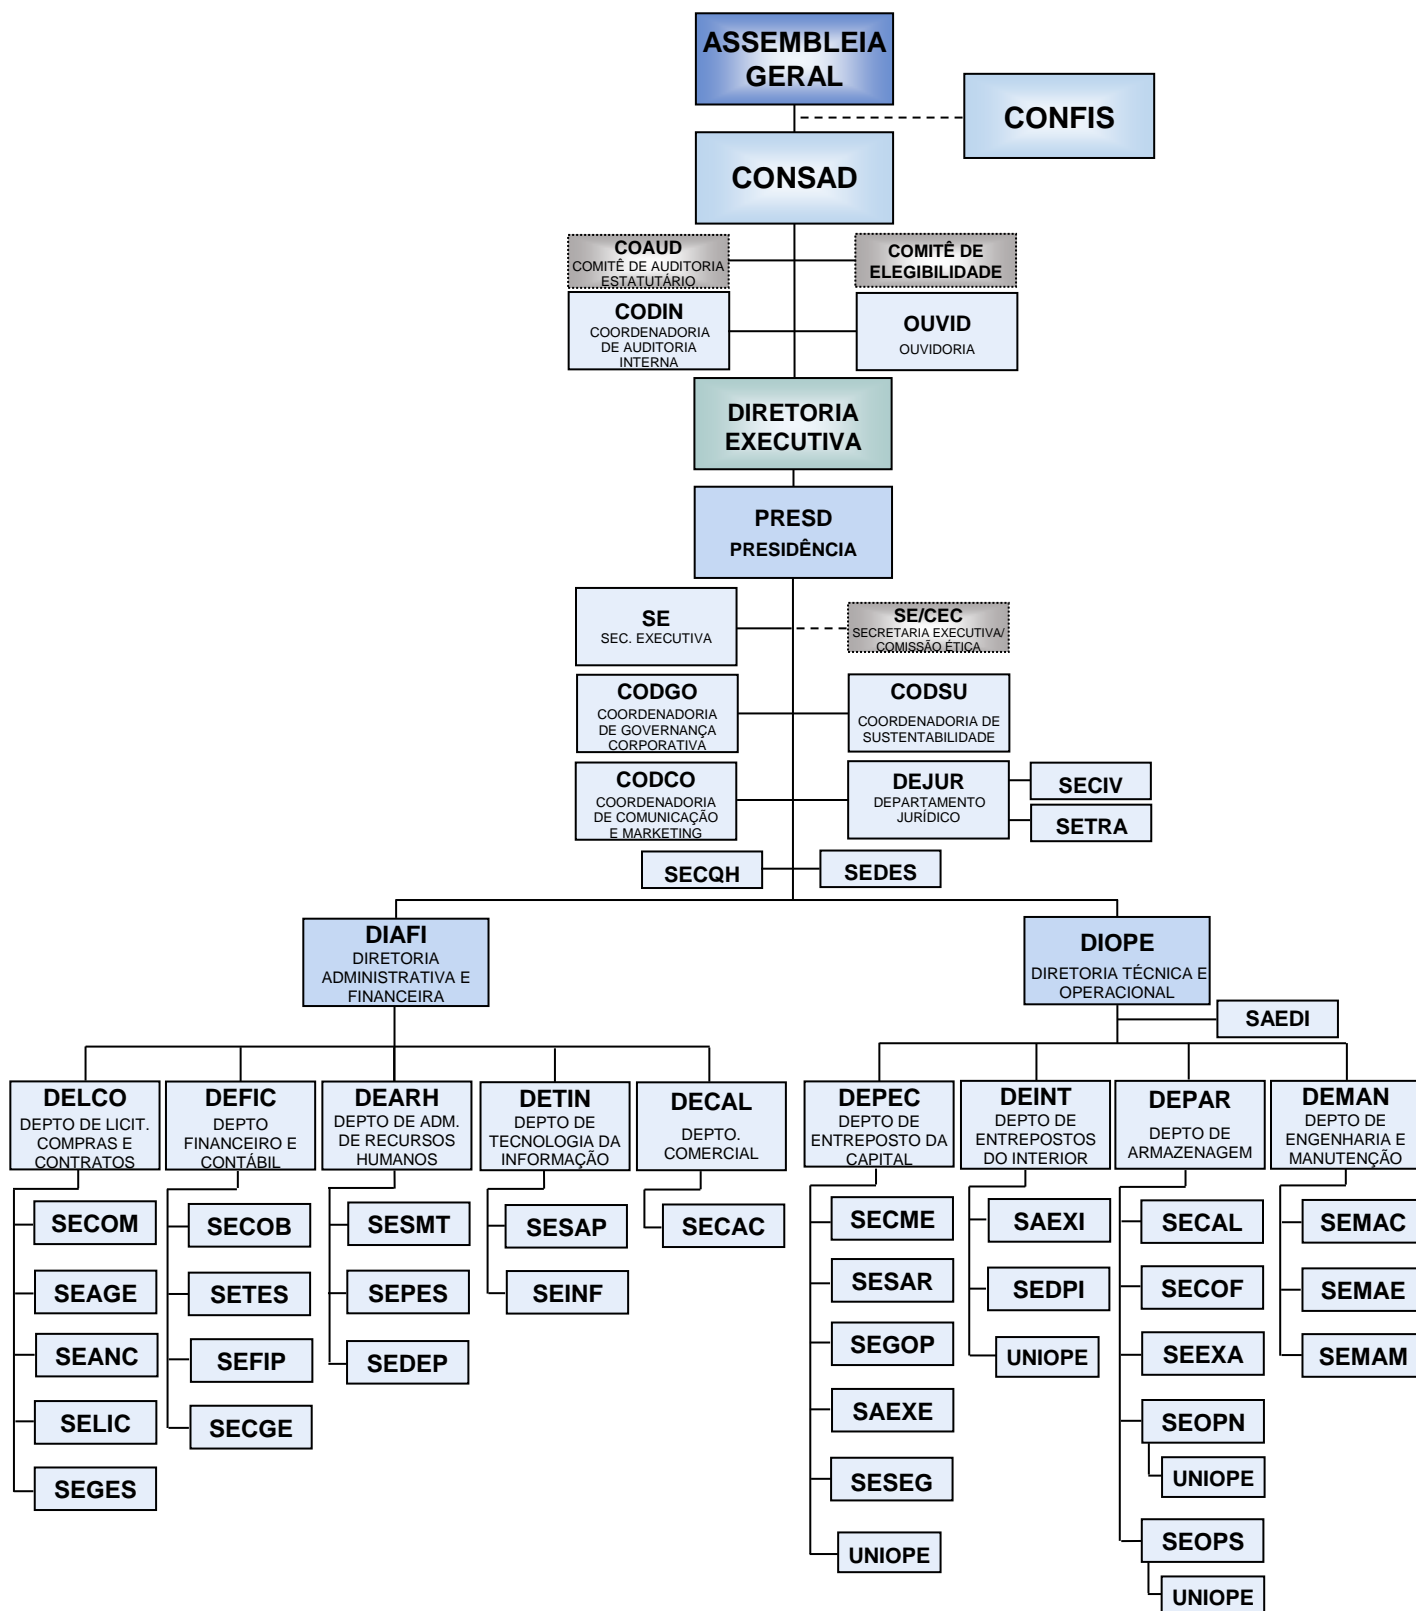 ASSEMBLEIA
GERAL
CONFIS
CONSAD
COAUD
COMITÊ DE AUDITORIA
ESTATUTÁRIO
COMITÊ DE
ELEGIBILIDADE
CODIN
COORDENADORIA
DE AUDITORIA
INTERNA
OUVID
OUVIDORIA
DIRETORIA
EXECUTIVA
PRESD
PRESIDÊNCIA
SE
SEC. EXECUTIVA
SE/CEC
SECRETARIA EXECUTIVA/
COMISSÃO ÉTICA
CODGO
COORDENADORIA
DE GOVERNANÇA
CORPORATIVA
CODSU
COORDENADORIA DE
SUSTENTABILIDADE
CODCO
COORDENADORIA
DE COMUNICAÇÃO
E MARKETING
DEJUR
DEPARTAMENTO
JURÍDICO
SECIV
SETRA
SECQH
SEDES
DIAFI
DIRETORIA
ADMINISTRATIVA E
FINANCEIRA
DIOPE
DIRETORIA TÉCNICA E
OPERACIONAL
SAEDI
DELCO
DEPTO DE LICIT.
COMPRAS E
CONTRATOS
DEFIC
DEPTO
FINANCEIRO E
CONTÁBIL
DEARH
DEPTO DE ADM.
DE RECURSOS
HUMANOS
DETIN
DEPTO DE
TECNOLOGIA DA
INFORMAÇÃO
DECAL
DEPTO.
COMERCIAL
DEPEC
DEPTO DE
ENTREPOSTO DA
CAPITAL
DEINT
DEPTO DE
ENTREPOSTOS
DO INTERIOR
DEPAR
DEPTO DE
ARMAZENAGEM
DEMAN
DEPTO DE
ENGENHARIA E
MANUTENÇÃO
SECOM
SEAGE
SEANC
SELIC
SEGES
SECOB
SETES
SEFIP
SECGE
SESMT
SEPES
SEDEP
SESAP
SEINF
SECAC
SECME
SESAR
SEGOP
SAEXE
SESEG
UNIOPE
SAEXI
SEDPI
UNIOPE
SECAL
SECOF
SEEXA
SEOPN
UNIOPE
SEOPS
UNIOPE
SEMAC
SEMAE
SEMAM